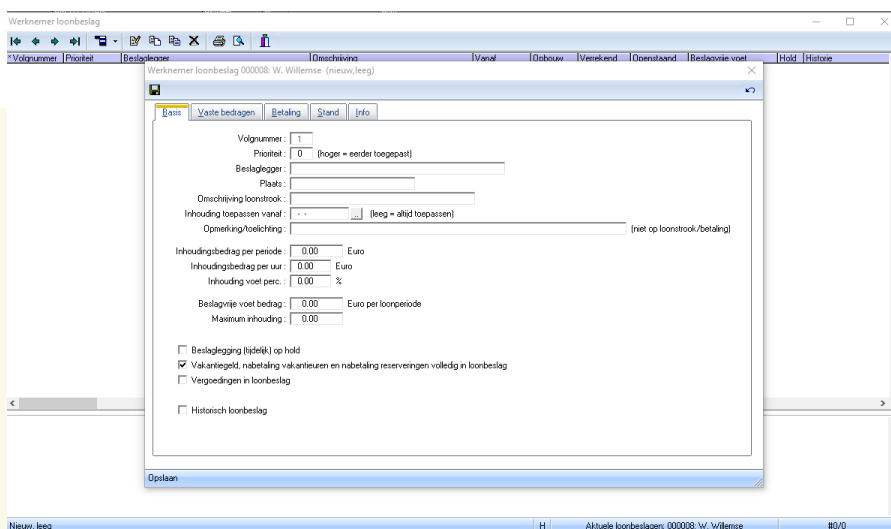 Werknemer loonbeslag
*Volgnummer Prioriteit Beslaglegger Omschrijving Vanaf Opbouw Verrekend Openstaand Beslagvrije voet Hold Historie
Werknemer loonbeslag 000008: W. Willemse (nieuw,leeg)
Basis Vaste bedragen Betaling Stand Info
Volgnummer : 1
Prioriteit : 0 (hoger = eerder toegepast)
Beslaglegger :
Plaats :
Omschrijving loonstrook :
Inhouding toepassen vanaf : - - .. (leeg = altijd toepassen)
Opmerking/toelichting : (niet op loonstrook/betaling)
Inhoudingsbedrag per periode : 0.00 Euro
Inhoudingsbedrag per uur : 0.00 Euro
Inhouding voet perc. : 0.00 %
Beslagvrije voet bedrag : 0.00 Euro per loonperiode
Maximum inhouding : 0.00
Beslaglegging (tijdelijk) op hold
Vakantiegeld, nabetaling vakantieuren en nabetaling reserveringen volledig in loonbeslag
Vergoedingen in loonbeslag
Historisch loonbeslag
Opslaan
Nieuw, leeg H Aktuele loonbeslagen: 000008: W. Willemse #0/0